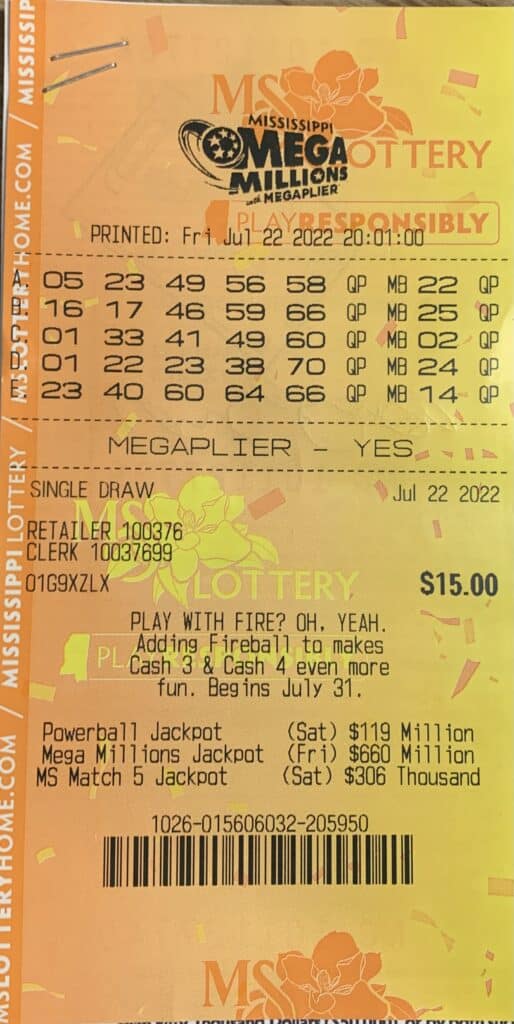 MS LOTTERY
MISSISSIPPI
MEGA
MILLIONS
with MEGAPLIER
PLAY RESPONSIBLY
PRINTED: Fri Jul 22 2022 20:01:00
A 05 23 49 56 58 QP MB 22 QP
B 16 17 46 59 66 QP MB 25 QP
01 33 41 49 60 QP MB 02 QP
D 01 22 23 38 70 QP MB 24 QP
E 23 40 60 64 66 QP MB 14 QP
MEGAPLIER - YES
SINGLE DRAW Jul 22 2022
RETAILER 100376
CLERK 10037699
MS LOTTERY
01G9XZLX $15.00
PLAY WITH FIRE? OH, YEAH.
Adding Fireball to makes
Cash 3 & Cash 4 even more
fun. Begins July 31.
PLAY RESPONSIBLY
Powerball Jackpot (Sat) $119 Million
Mega Millions Jackpot (Fri) $660 Million
MS Match 5 Jackpot (Sat) $306 Thousand
1026-015606032-205950
MS
MSLOTTERYHOME.COM / MISSISSIPPI LOTTERY / MSLOTTERYHOME.COM / MISSISSIPP